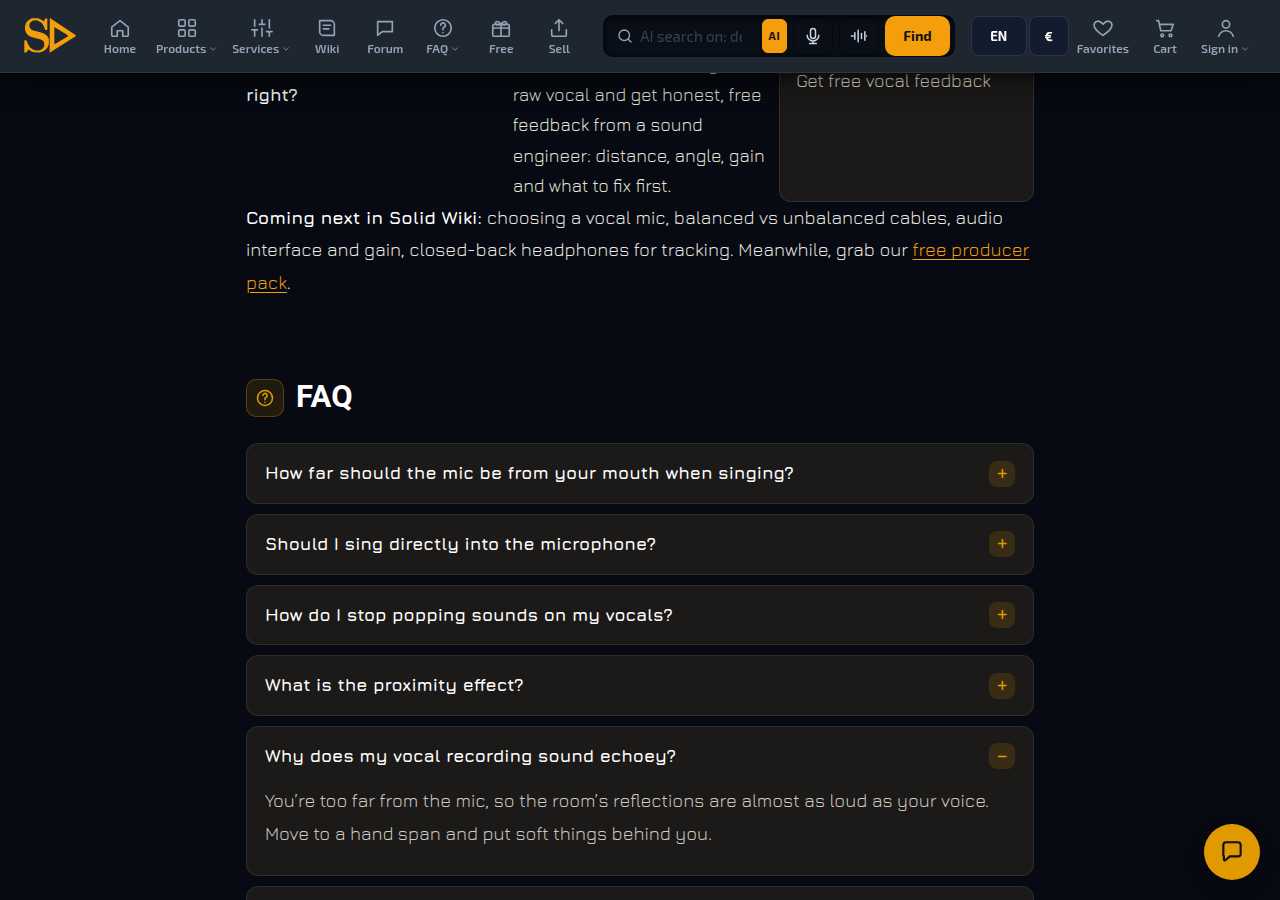 SD
Home
Products
Services
Wiki
Forum
FAQ
Free
Sell
AI search on: de
AI
Find
EN
€
Favorites
Cart
Sign in
right?
raw vocal and get honest, free
feedback from a sound
engineer: distance, angle, gain
and what to fix first.
Get free vocal feedback
Coming next in Solid Wiki: choosing a vocal mic, balanced vs unbalanced cables, audio
interface and gain, closed-back headphones for tracking. Meanwhile, grab our free producer
pack.
FAQ
How far should the mic be from your mouth when singing?
+
Should I sing directly into the microphone?
+
How do I stop popping sounds on my vocals?
+
What is the proximity effect?
+
Why does my vocal recording sound echoey?
−
You’re too far from the mic, so the room’s reflections are almost as loud as your voice.
Move to a hand span and put soft things behind you.